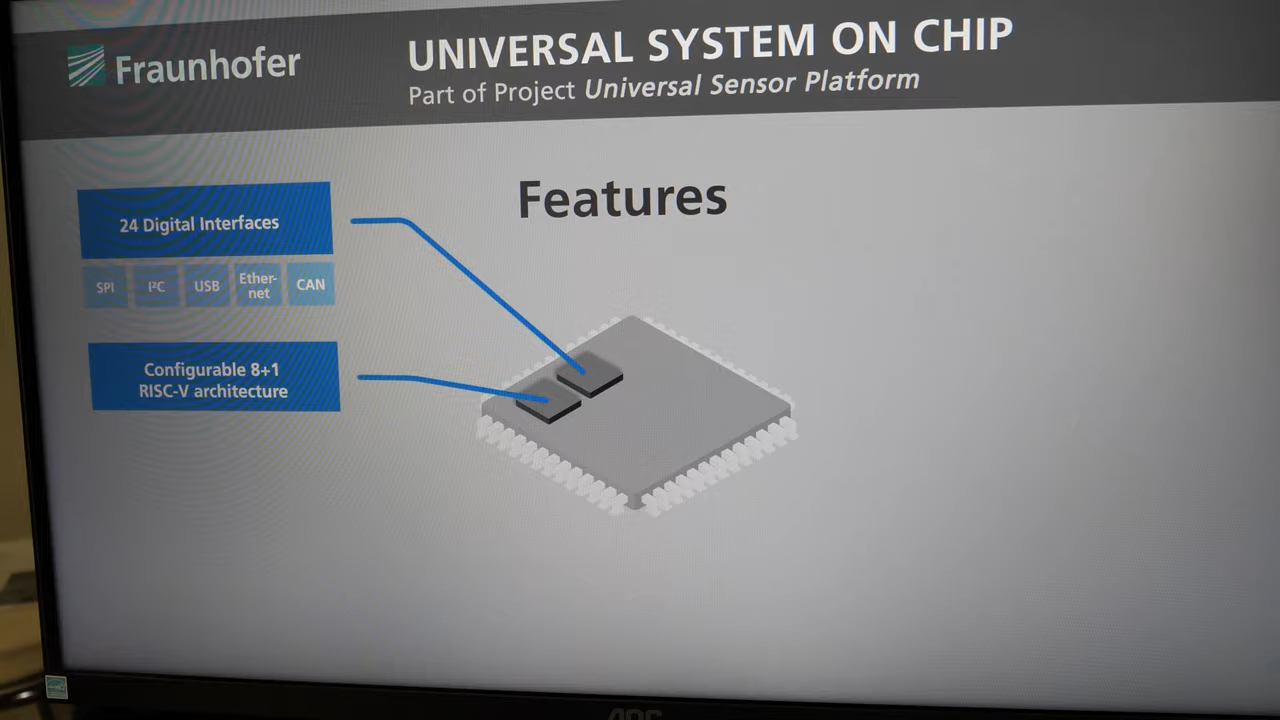 Fraunhofer
UNIVERSAL SYSTEM ON CHIP
Part of Project Universal Sensor Platform
Features
24 Digital Interfaces
SPI
I²C
USB
Ether-
net
CAN
Configurable 8+1
RISC-V architecture
AOC